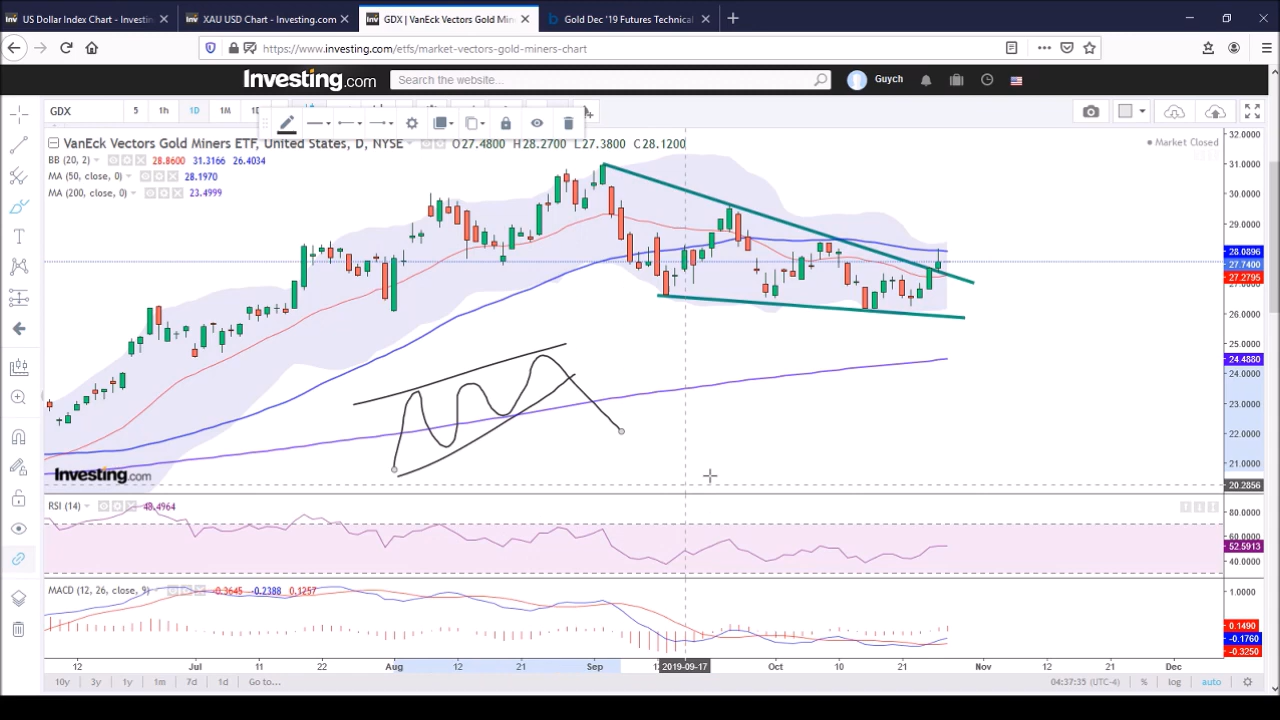 US Dollar Index Chart - Investing
XAU USD Chart - Investing.com
GDX | VanEck Vectors Gold Min
Gold Dec '19 Futures Technical
https://www.investing.com/etfs/market-vectors-gold-miners-chart
Investing.com
Search the website...
Guych
GDX
5 1h 1D 1M
VanEck Vectors Gold Miners ETF, United States, D, NYSE
O27.4800 H28.2700 L27.3800 C28.1200
Market Closed
BB (20, 2) 28.8600 31.3166 26.4034
MA (50, close, 0) 28.1970
MA (200, close, 0) 23.4999
32.0000
31.0000
30.0000
29.0000
28.0896
27.7400
27.2795
26.0000
25.0000
24.4880
24.0000
23.0000
22.0000
21.0000
20.2856
Investing.com
RSI (14) 48.4964
80.0000
60.0000
52.5913
40.0000
MACD (12, 26, close, 9) -0.3645 -0.2388 0.1257
1.0000
0.1490
-0.1760
-0.3250
12 Jul 11 22 Aug 12 21 Sep 2019-09-17 Oct 10 21 Nov 12 21 Dec
10y 3y 1y 1m 7d 1d Go to...
04:37:35 (UTC-4) % log auto